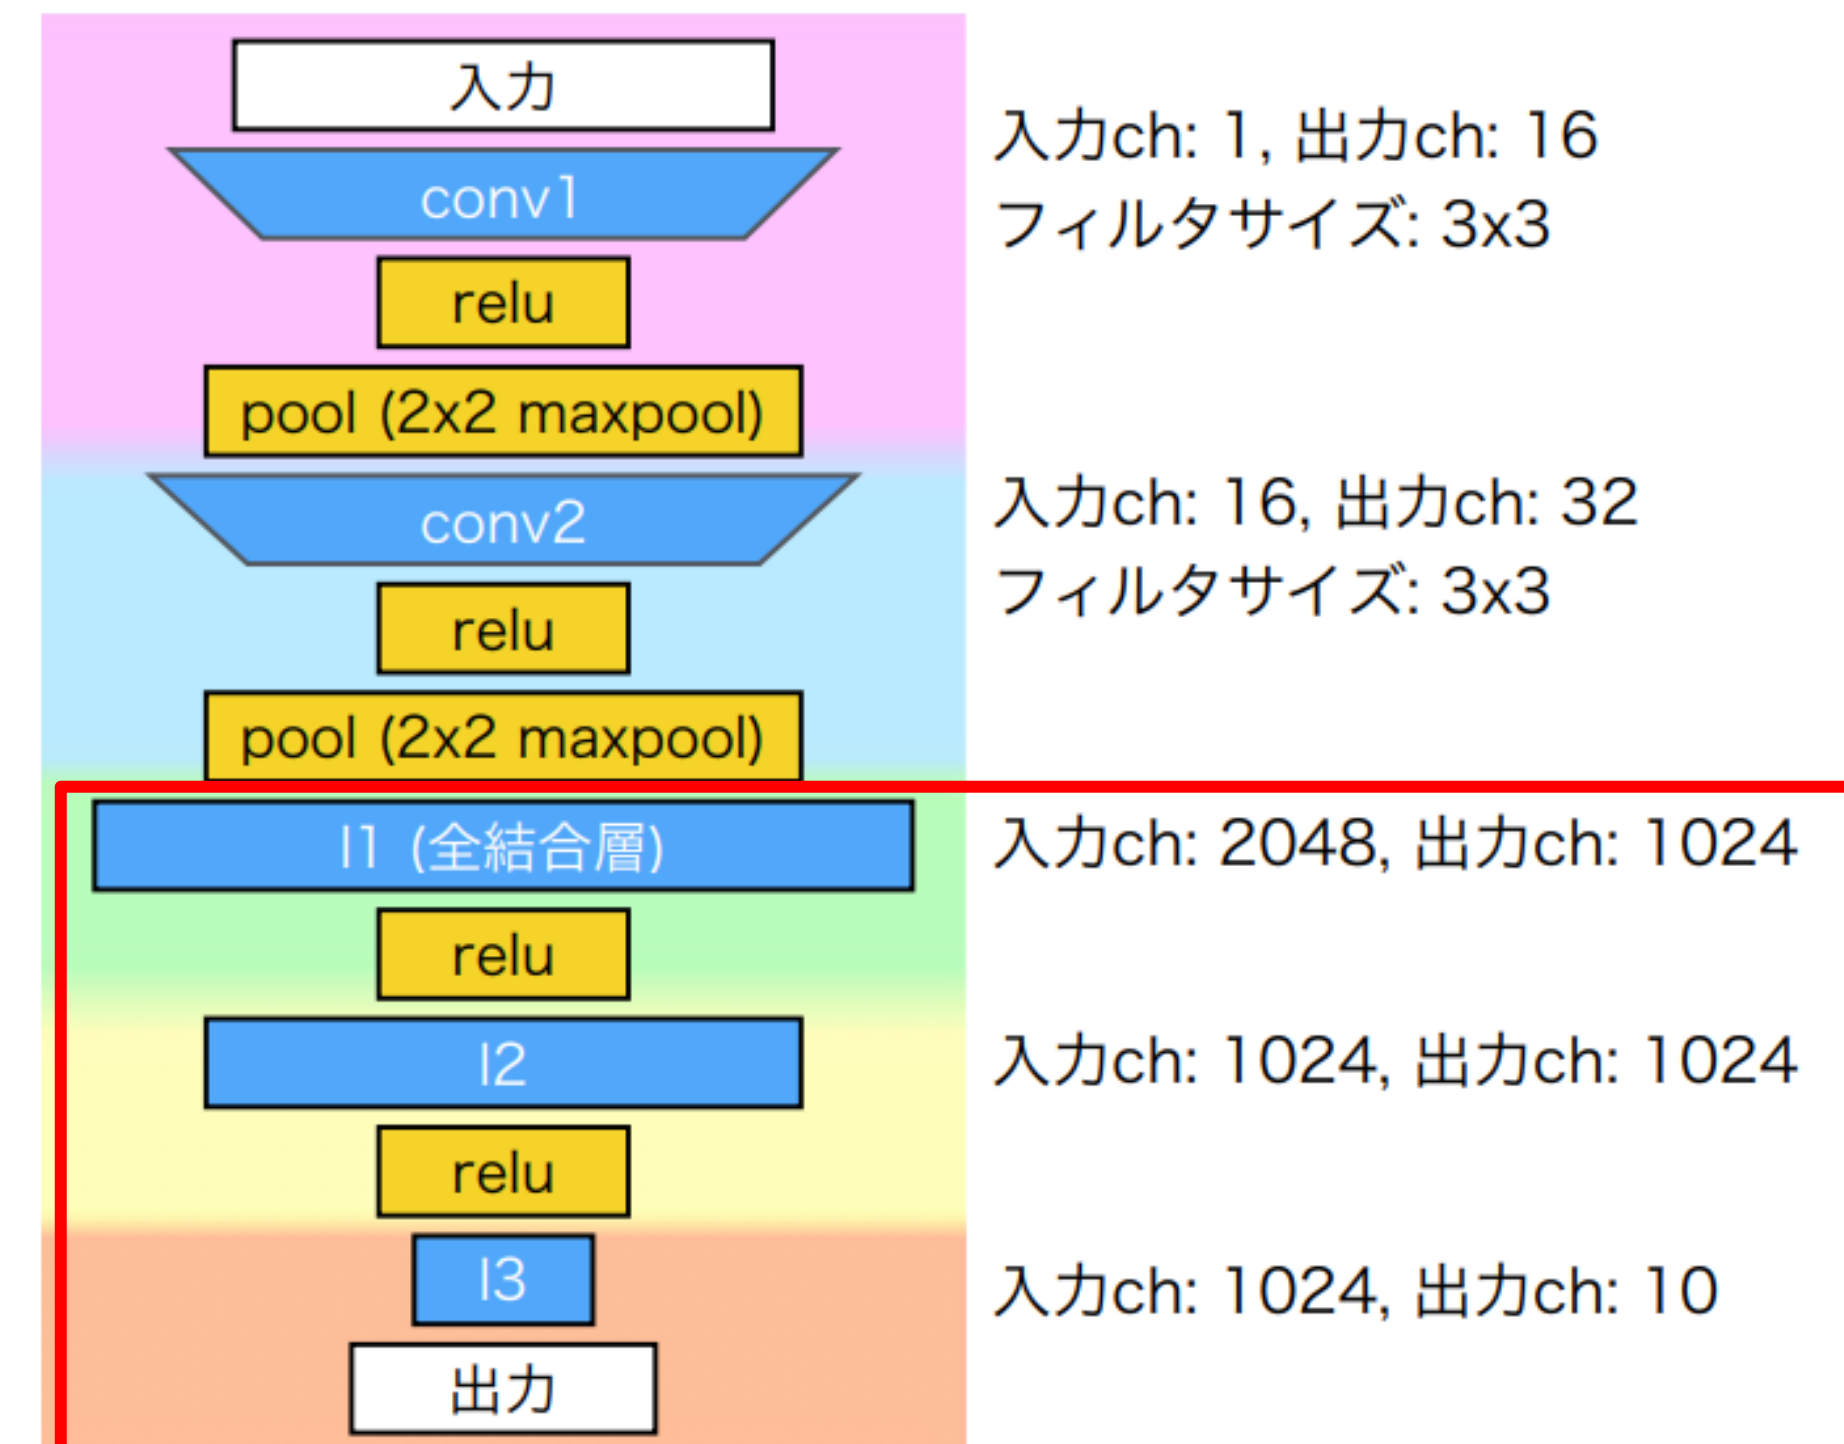 入力
conv1
入力ch: 1, 出力ch: 16
フィルタサイズ: 3x3
relu
pool (2x2 maxpool)
conv2
入力ch: 16, 出力ch: 32
フィルタサイズ: 3x3
relu
pool (2x2 maxpool)
l1 (全結合層)
入力ch: 2048, 出力ch: 1024
relu
l2
入力ch: 1024, 出力ch: 1024
relu
l3
入力ch: 1024, 出力ch: 10
出力